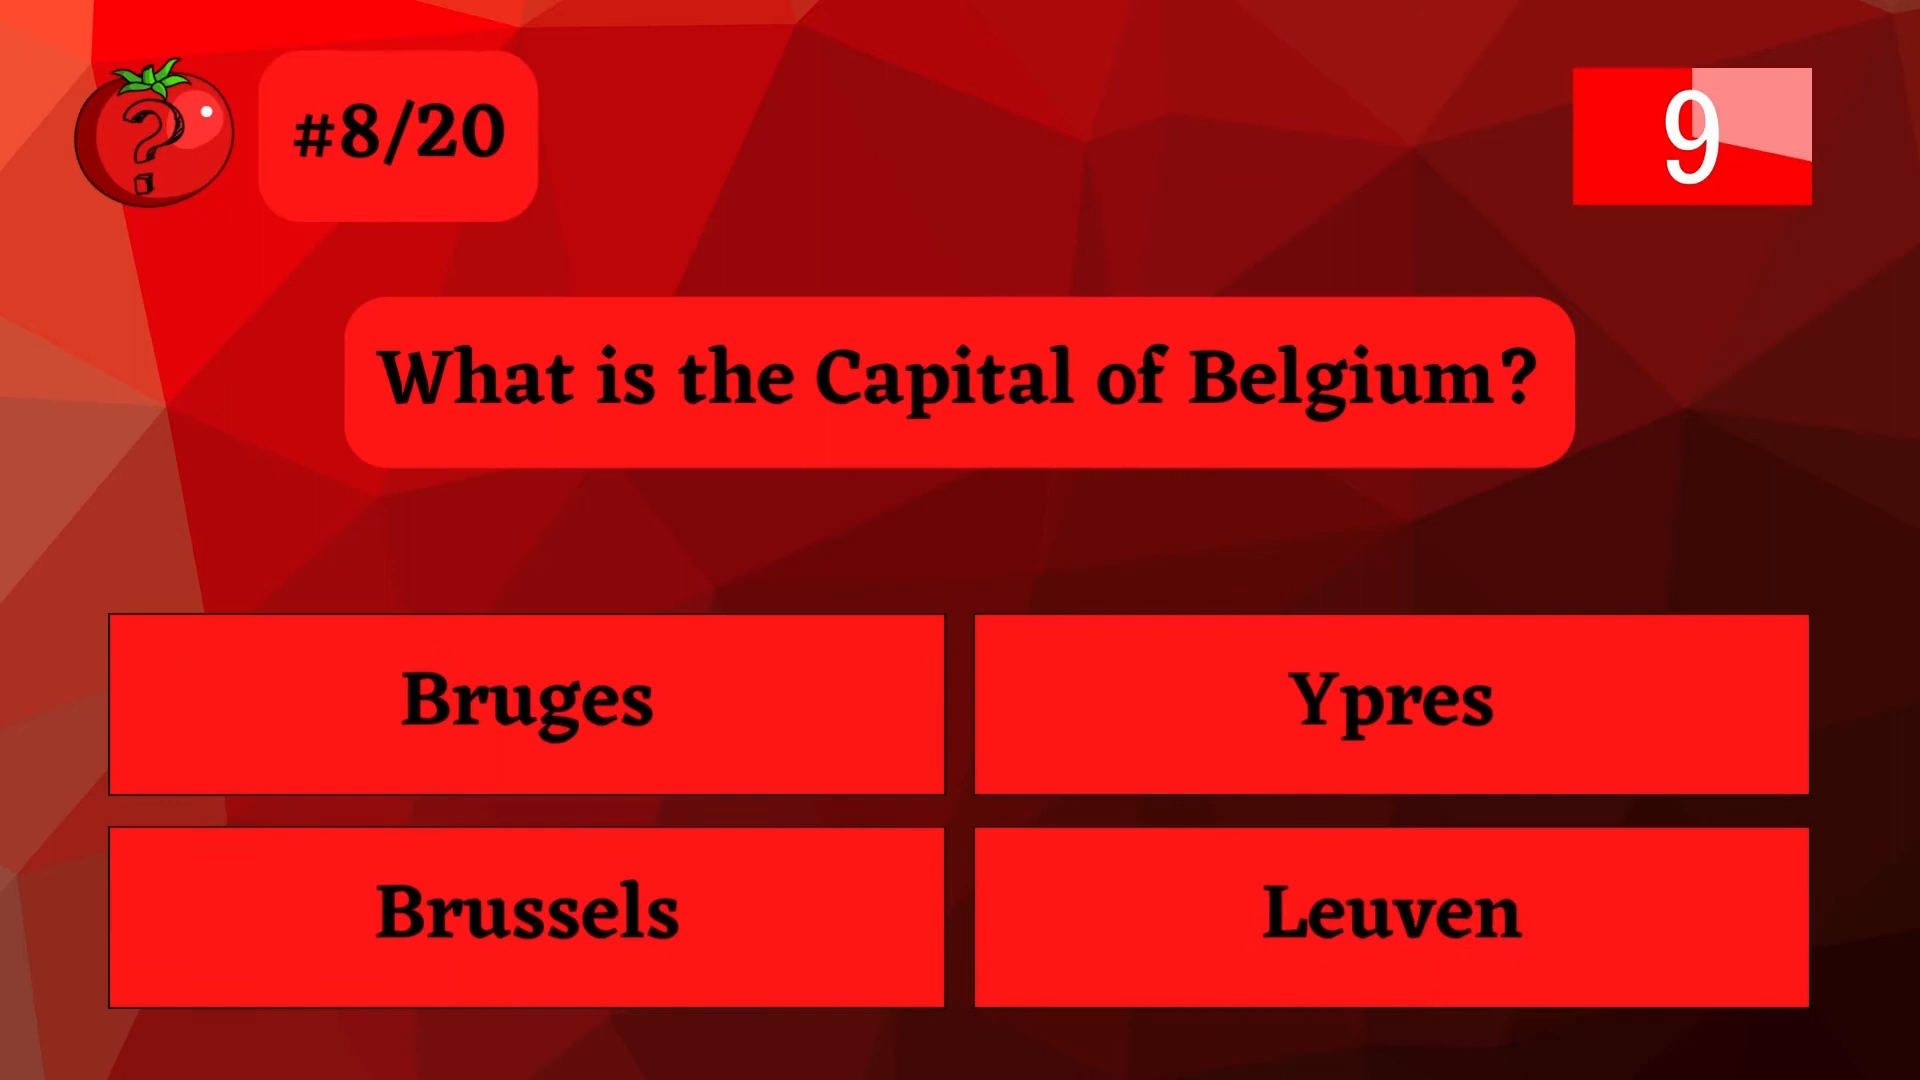 ?
#8/20
9
What is the Capital of Belgium?
Bruges
Ypres
Brussels
Leuven